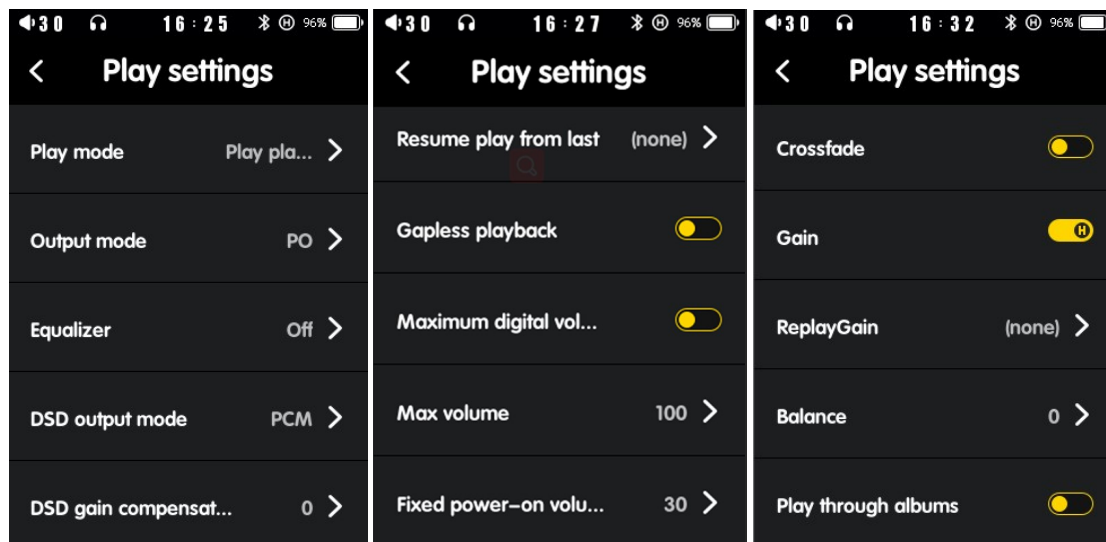 30 16:25 H 96%
Play settings
Play mode Play pla...
Output mode PO
Equalizer Off
DSD output mode PCM
DSD gain compensat... 0
30 16:27 H 96%
Play settings
Resume play from last (none)
Gapless playback
Maximum digital vol...
Max volume 100
Fixed power-on volu... 30
30 16:32 H 96%
Play settings
Crossfade
Gain H
ReplayGain (none)
Balance 0
Play through albums